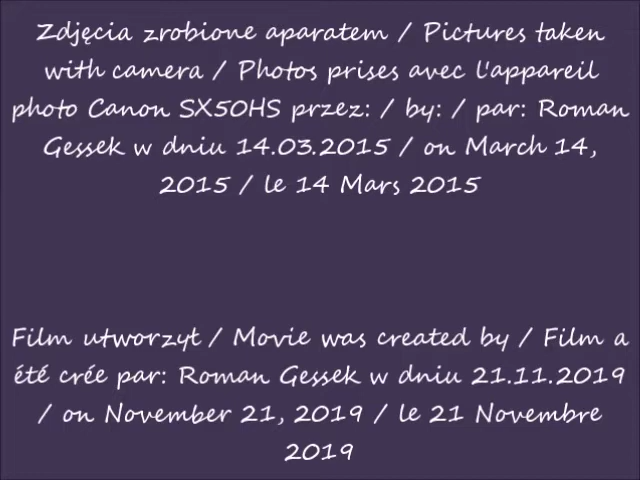 Zdjęcia zrobione aparatem / Pictures taken
with camera / Photos prises avec l'appareil
photo Canon SX50HS przez: / by: / par: Roman
Gessek w dniu 14.03.2015 / on March 14,
2015 / le 14 Mars 2015
Film utworzył / Movie was created by / Film a
été crée par: Roman Gessek w dniu 21.11.2019
/ on November 21, 2019 / le 21 Novembre
2019